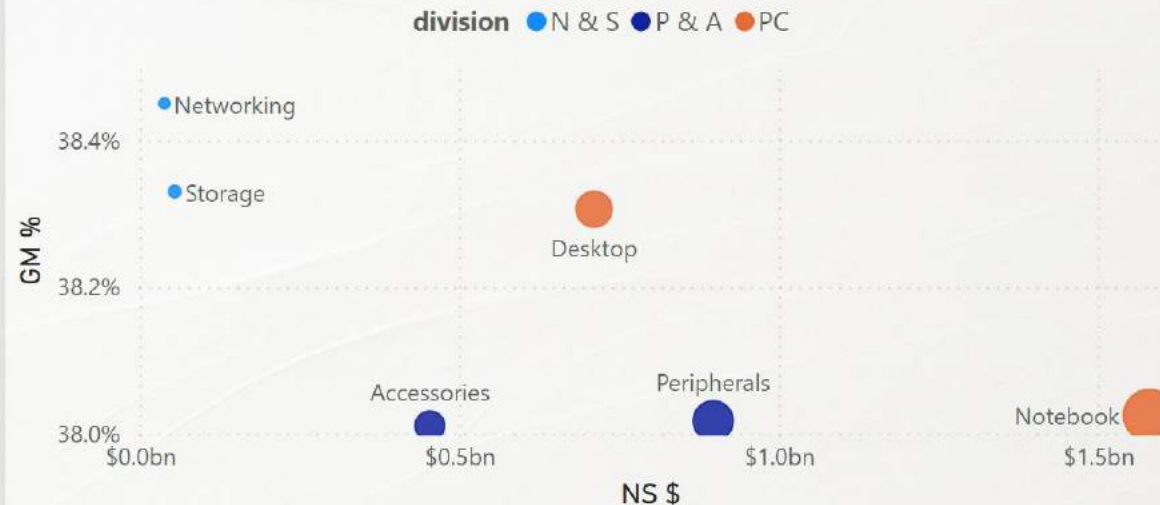 division N & S P & A PC
Networking
38.4%
Storage
Desktop
GM %
38.2%
Accessories
Peripherals
Notebook
38.0%
$0.0bn $0.5bn $1.0bn $1.5bn
NS $